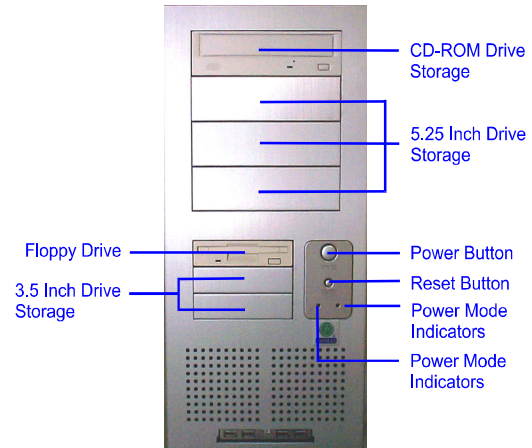 CD-ROM Drive
Storage
5.25 Inch Drive
Storage
Floppy Drive
Power Button
3.5 Inch Drive
Storage
Reset Button
Power Mode
Indicators
Power Mode
Indicators